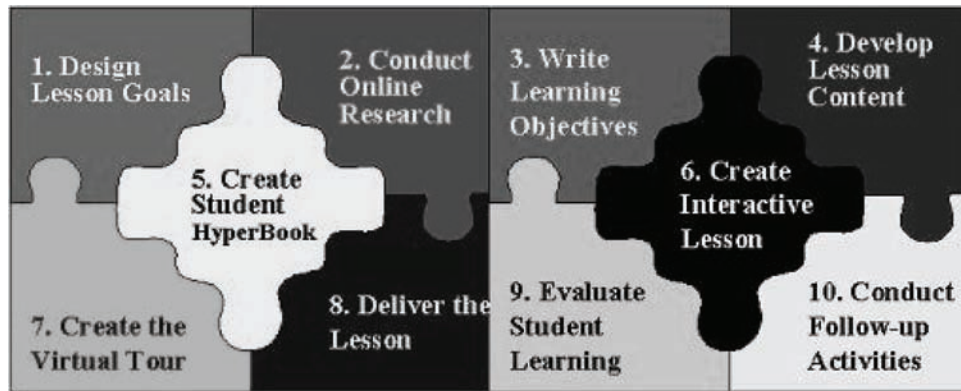 1. Design
Lesson Goals
2. Conduct
Online
Research
3. Write
Learning
Objectives
4. Develop
Lesson
Content
5. Create
Student
HyperBook
6. Create
Interactive
Lesson
7. Create the
Virtual Tour
8. Deliver the
Lesson
9. Evaluate
Student
Learning
10. Conduct
Follow-up
Activities